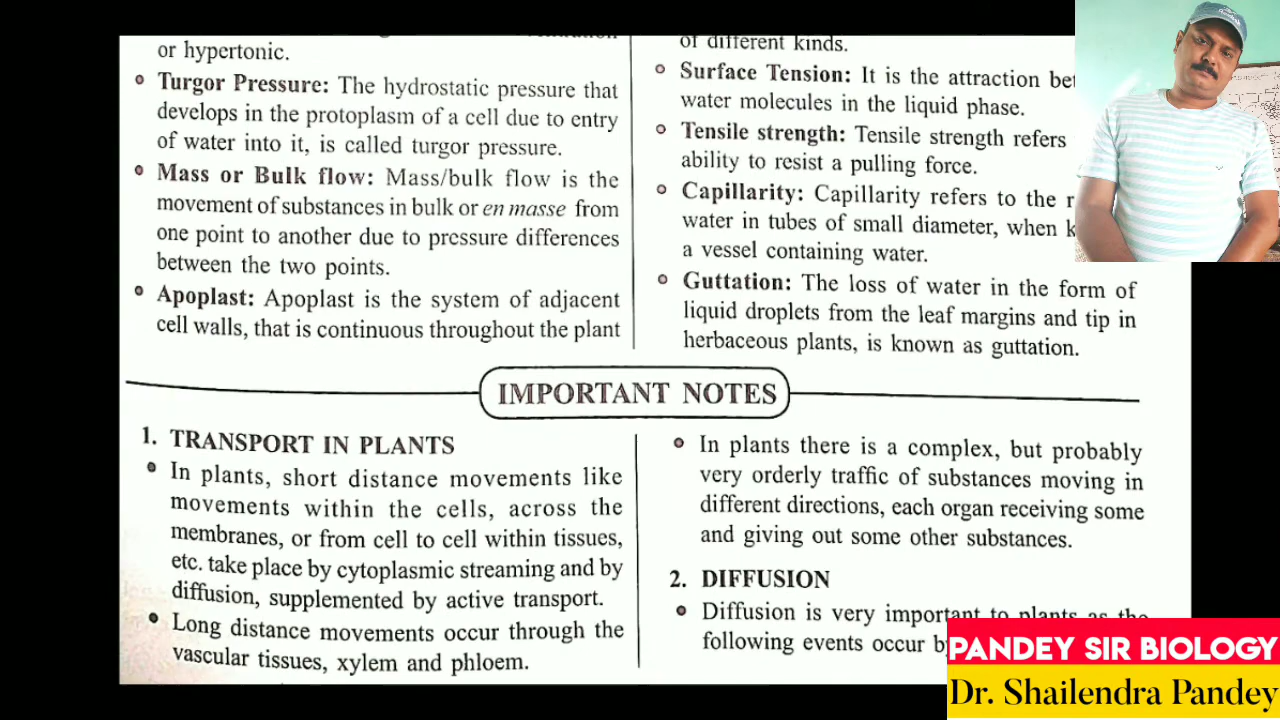 or hypertonic.
Turgor Pressure: The hydrostatic pressure that
develops in the protoplasm of a cell due to entry
of water into it, is called turgor pressure.
Mass or Bulk flow: Mass/bulk flow is the
movement of substances in bulk or en masse from
one point to another due to pressure differences
between the two points.
Apoplast: Apoplast is the system of adjacent
cell walls, that is continuous throughout the plant
of different kinds.
Surface Tension: It is the attraction
water molecules in the liquid phase.
Tensile strength: Tensile strength refers
ability to resist a pulling force.
Capillarity: Capillarity refers to the
water in tubes of small diameter, when
a vessel containing water.
Guttation: The loss of water in the form of
liquid droplets from the leaf margins and tip in
herbaceous plants, is known as guttation.
IMPORTANT NOTES
1. TRANSPORT IN PLANTS
In plants, short distance movements like
movements within the cells, across the
membranes, or from cell to cell within tissues,
etc. take place by cytoplasmic streaming and by
diffusion, supplemented by active transport.
Long distance movements occur through the
vascular tissues, xylem and phloem.
In plants there is a complex, but probably
very orderly traffic of substances moving in
different directions, each organ receiving some
and giving out some other substances.
2. DIFFUSION
Diffusion is very important to plants as the
following events occur
PANDEY SIR BIOLOGY
Dr. Shailendra Pandey